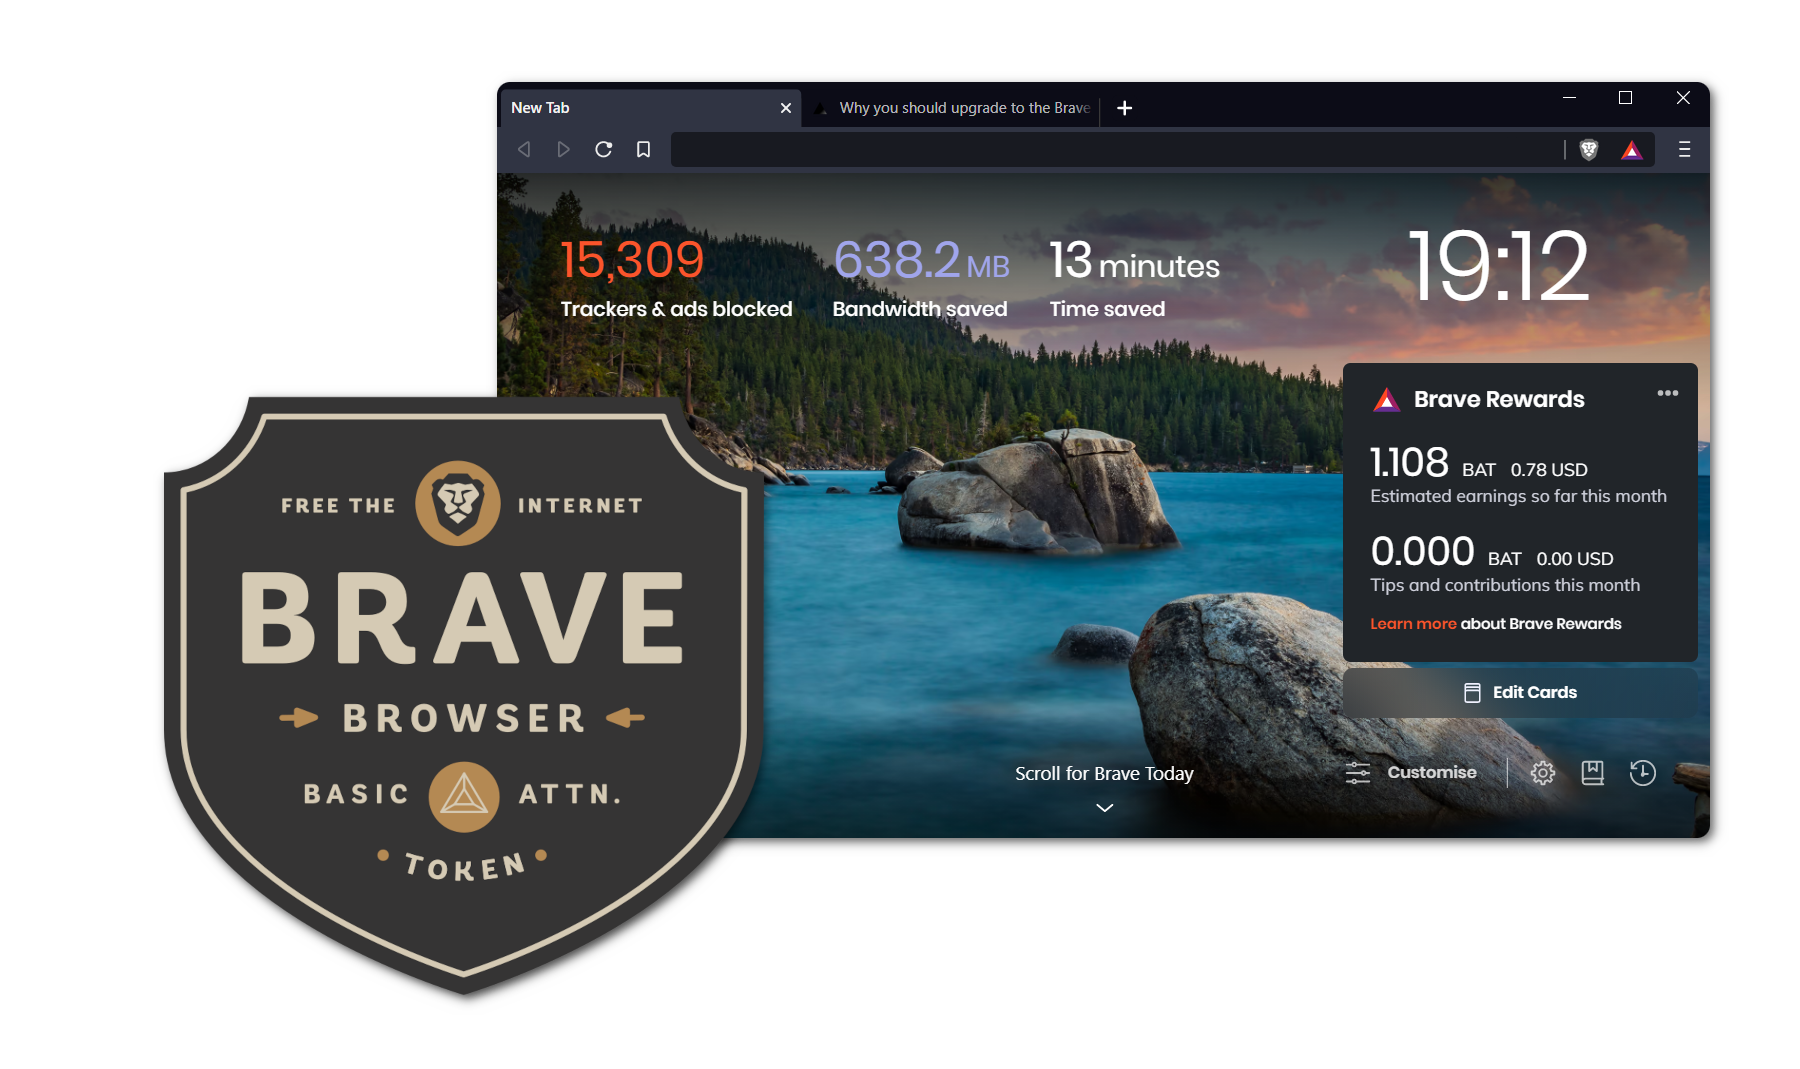 New Tab
Why you should upgrade to the Brave
15,309
Trackers & ads blocked
638.2 MB
Bandwidth saved
13 minutes
Time saved
19:12
Brave Rewards
1.108 BAT 0.78 USD
Estimated earnings so far this month
0.000 BAT 0.00 USD
Tips and contributions this month
Learn more about Brave Rewards
Edit Cards
Scroll for Brave Today
Customise
FREE THE INTERNET
BRAVE
BROWSER
BASIC ATTN.
TOKEN